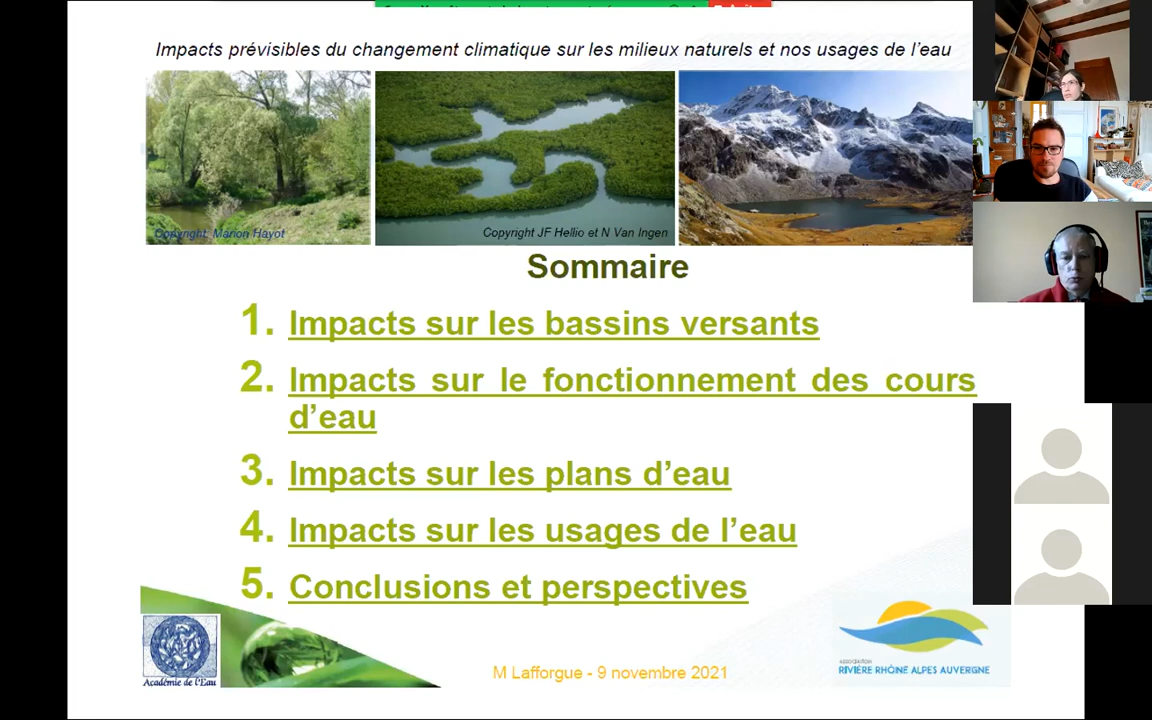 Impacts prévisibles du changement climatique sur les milieux naturels et nos usages de l'eau
Copyright: Marion Hayot
Copyright JF Hellio et N Van Ingen
Sommaire
1. Impacts sur les bassins versants
2. Impacts sur le fonctionnement des cours
d'eau
3. Impacts sur les plans d'eau
4. Impacts sur les usages de l'eau
5. Conclusions et perspectives
Académie de l'Eau
M Lafforgue - 9 novembre 2021
ASSOCIATION
RIVIÈRE RHÔNE ALPES AUVERGNE